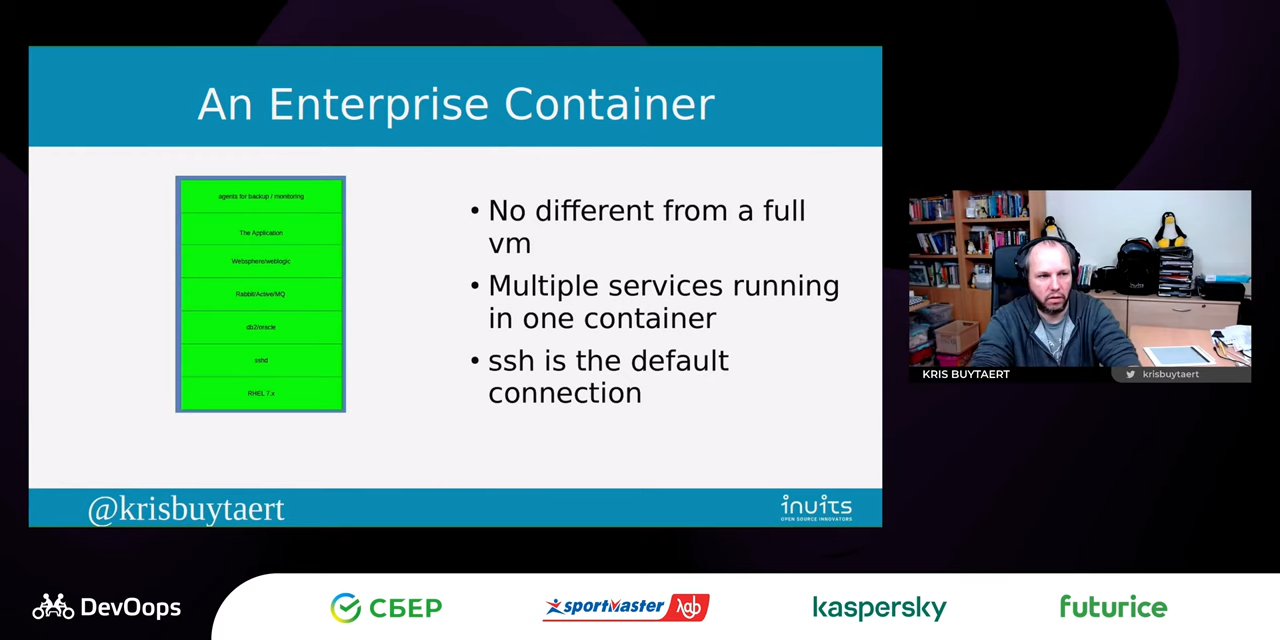 An Enterprise Container
agents for backup / monitoring
The Application
Websphere/weblogic
Rabbit/Active/MQ
db2/oracle
sshd
RHEL 7.x
• No different from a full
vm
• Multiple services running
in one container
• ssh is the default
connection
@krisbuytaert
inuits
OPEN SOURCE INNOVATORS
KRIS BUYTAERT
krisbuytaert
DevOops
СБЕР
sportmaster лаб
kaspersky
futurice